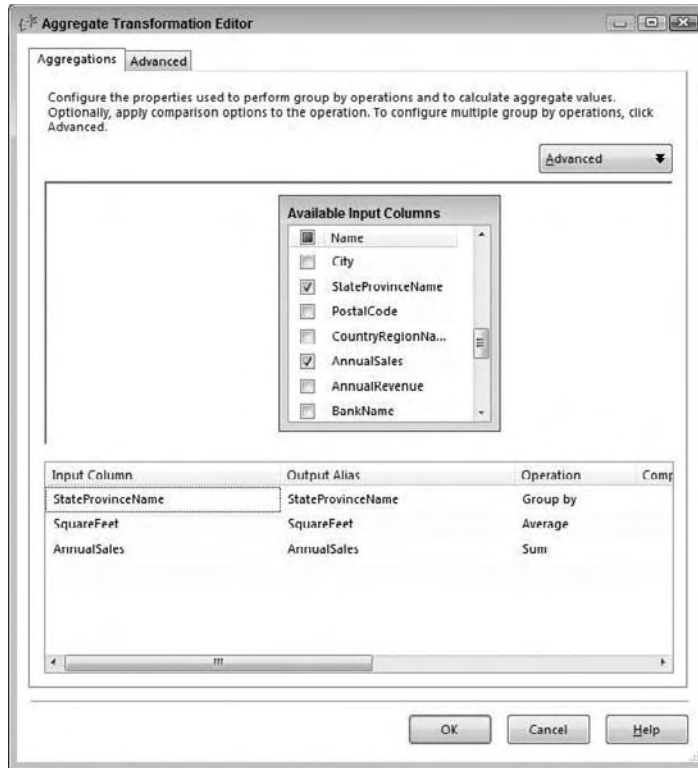 Aggregate Transformation Editor
Aggregations Advanced
Configure the properties used to perform group by operations and to calculate aggregate values.
Optionally, apply comparison options to the operation. To configure multiple group by operations, click
Advanced.
Advanced
Available Input Columns
Name
City
StateProvinceName
PostalCode
CountryRegionNa...
AnnualSales
AnnualRevenue
BankName
Input Column Output Alias Operation Comp
StateProvinceName StateProvinceName Group by
SquareFeet SquareFeet Average
AnnualSales AnnualSales Sum
OK Cancel Help